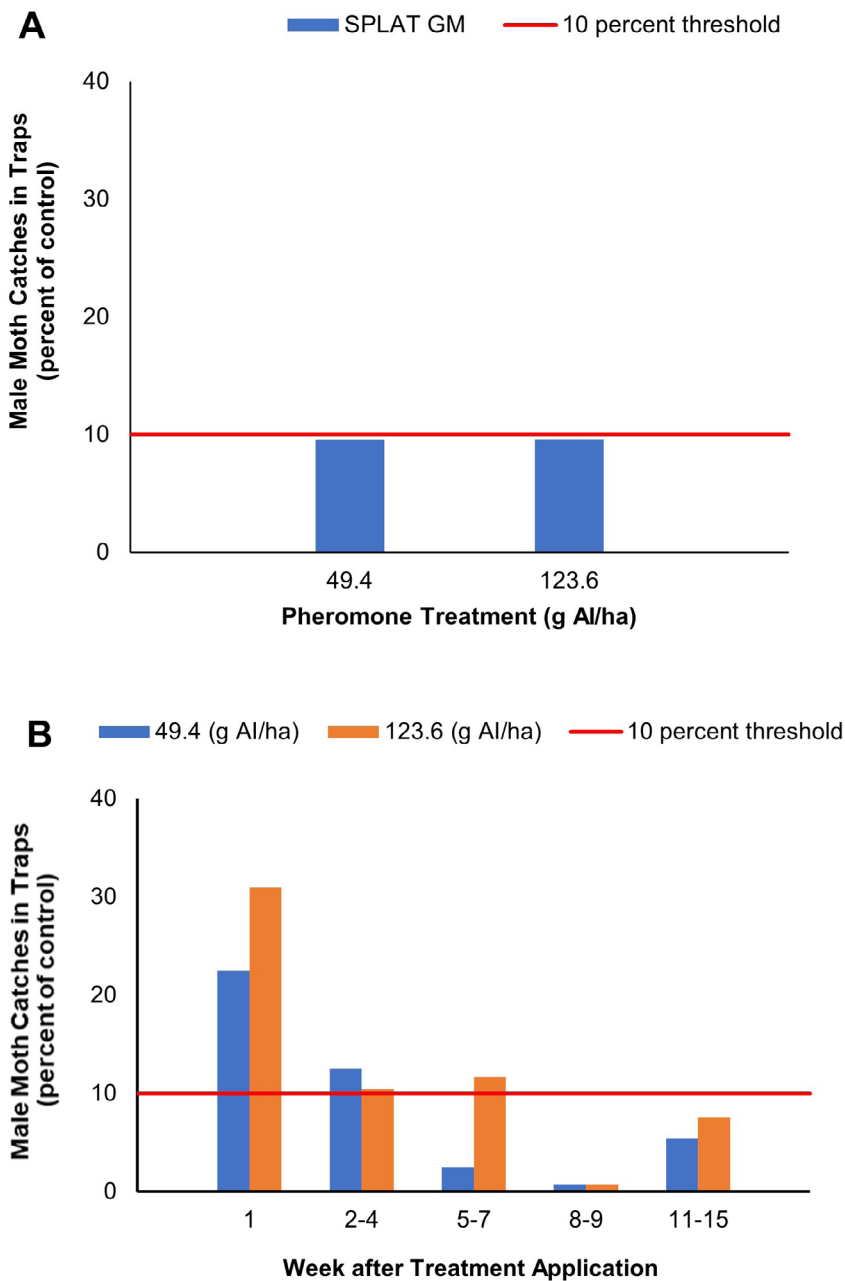 A
SPLAT GM
10 percent threshold
Male Moth Catches in Traps
(percent of control)
40
30
20
10
0
49.4
123.6
Pheromone Treatment (g AI/ha)
B
49.4 (g AI/ha)
123.6 (g AI/ha)
10 percent threshold
Male Moth Catches in Traps
(percent of control)
40
30
20
10
0
1
2-4
5-7
8-9
11-15
Week after Treatment Application